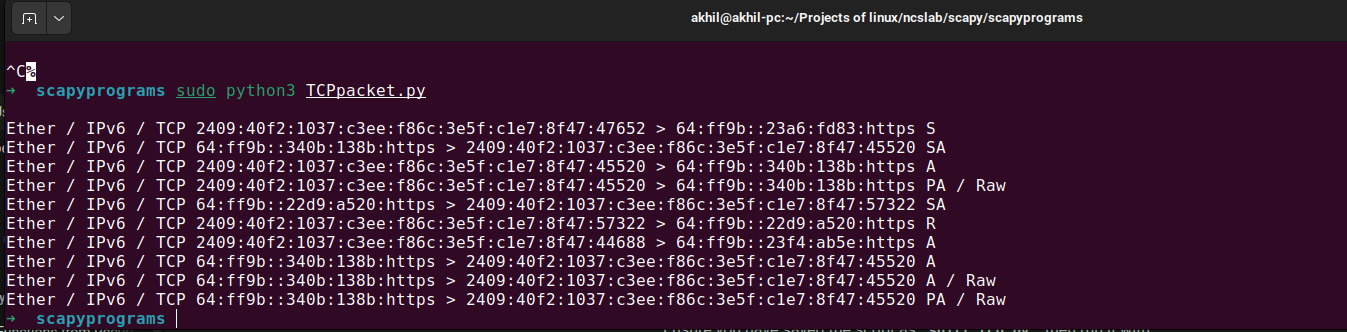 akhil@akhil-pc:~/Projects of linux/ncslab/scapy/scapyprograms
^C%
➜ scapyprograms sudo python3 TCPpacket.py
Ether / IPv6 / TCP 2409:40f2:1037:c3ee:f86c:3e5f:c1e7:8f47:47652 > 64:ff9b::23a6:fd83:https S
Ether / IPv6 / TCP 64:ff9b::340b:138b:https > 2409:40f2:1037:c3ee:f86c:3e5f:c1e7:8f47:45520 SA
Ether / IPv6 / TCP 2409:40f2:1037:c3ee:f86c:3e5f:c1e7:8f47:45520 > 64:ff9b::340b:138b:https A
Ether / IPv6 / TCP 2409:40f2:1037:c3ee:f86c:3e5f:c1e7:8f47:45520 > 64:ff9b::340b:138b:https PA / Raw
Ether / IPv6 / TCP 64:ff9b::22d9:a520:https > 2409:40f2:1037:c3ee:f86c:3e5f:c1e7:8f47:57322 SA
Ether / IPv6 / TCP 2409:40f2:1037:c3ee:f86c:3e5f:c1e7:8f47:57322 > 64:ff9b::22d9:a520:https R
Ether / IPv6 / TCP 2409:40f2:1037:c3ee:f86c:3e5f:c1e7:8f47:44688 > 64:ff9b::23f4:ab5e:https A
Ether / IPv6 / TCP 64:ff9b::340b:138b:https > 2409:40f2:1037:c3ee:f86c:3e5f:c1e7:8f47:45520 A
Ether / IPv6 / TCP 64:ff9b::340b:138b:https > 2409:40f2:1037:c3ee:f86c:3e5f:c1e7:8f47:45520 A / Raw
Ether / IPv6 / TCP 64:ff9b::340b:138b:https > 2409:40f2:1037:c3ee:f86c:3e5f:c1e7:8f47:45520 PA / Raw
➜ scapyprograms